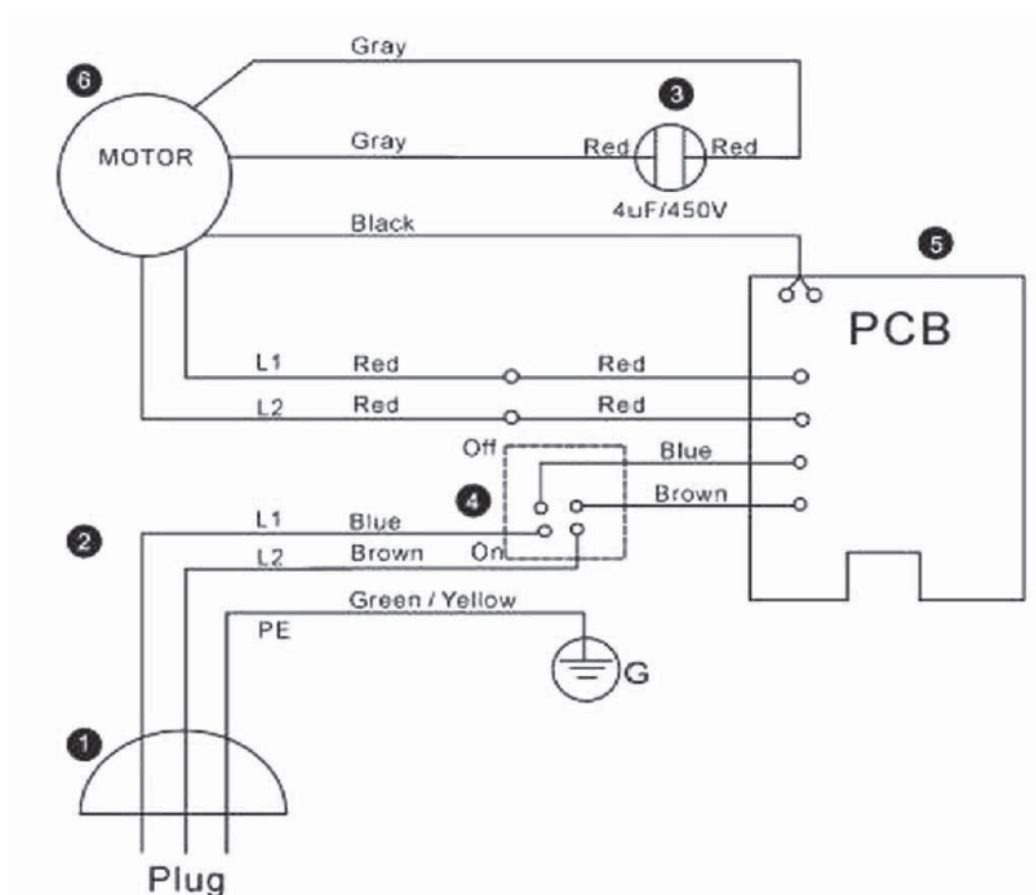 Gray
6
3
MOTOR
Gray
Red
Red
4uF/450V
Black
5
PCB
L1
Red
Red
L2
Red
Red
Off
Blue
4
Brown
L1
Blue
2
L2
Brown
On
Green / Yellow
PE
G
1
Plug